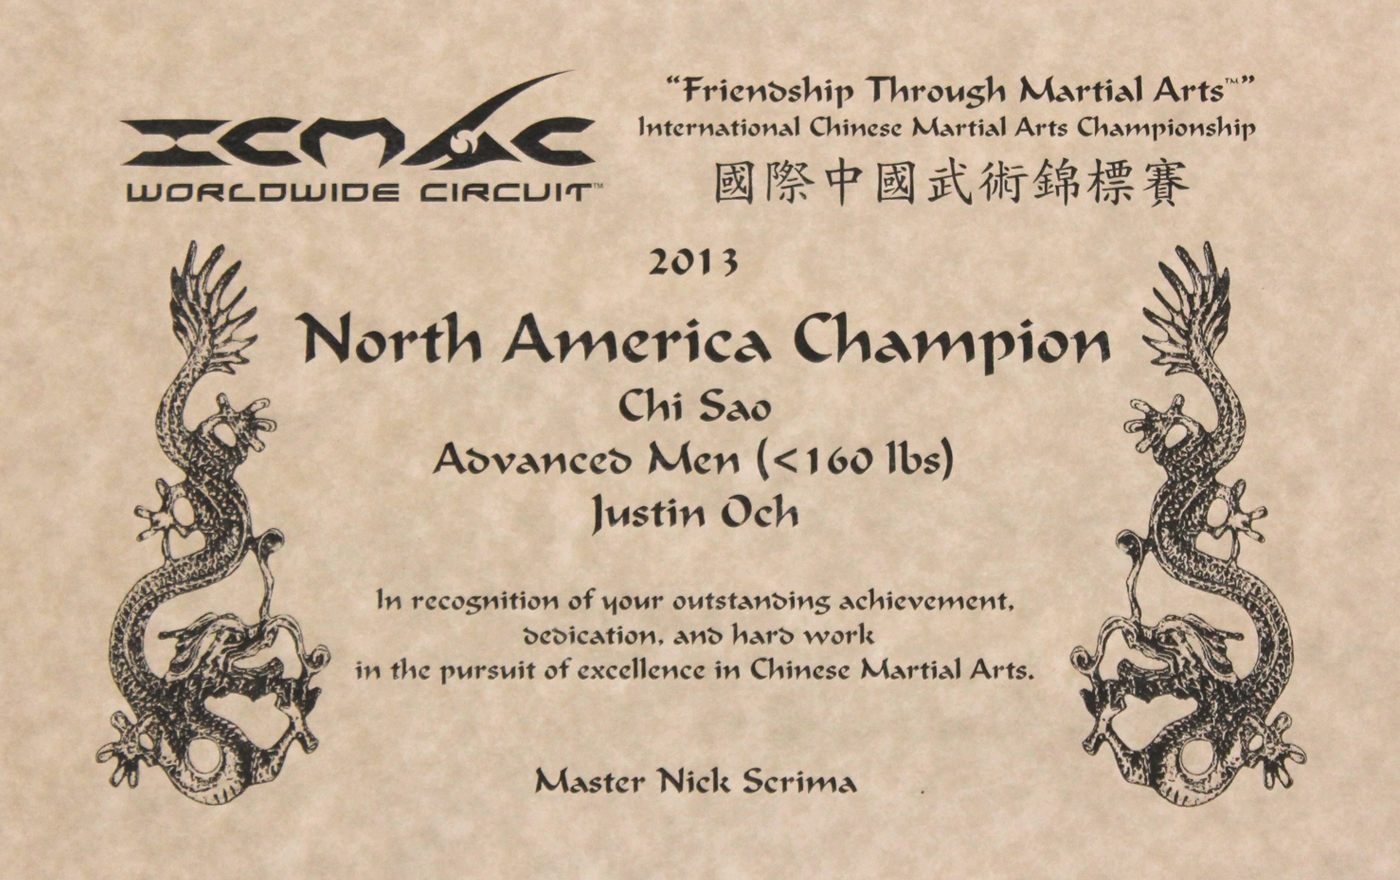 ICMAC
WORLDWIDE CIRCUIT™
“Friendship Through Martial Arts™”
International Chinese Martial Arts Championship
國際中國武術錦標賽
2013
North America Champion
Chi Sao
Advanced Men (<160 lbs)
Justin Och
In recognition of your outstanding achievement,
dedication, and hard work
in the pursuit of excellence in Chinese Martial Arts.
Master Nick Scrima